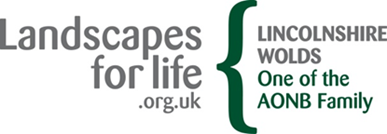 Landscapes
for life
.org.uk
LINCOLNSHIRE
WOLDS
One of the
AONB Family